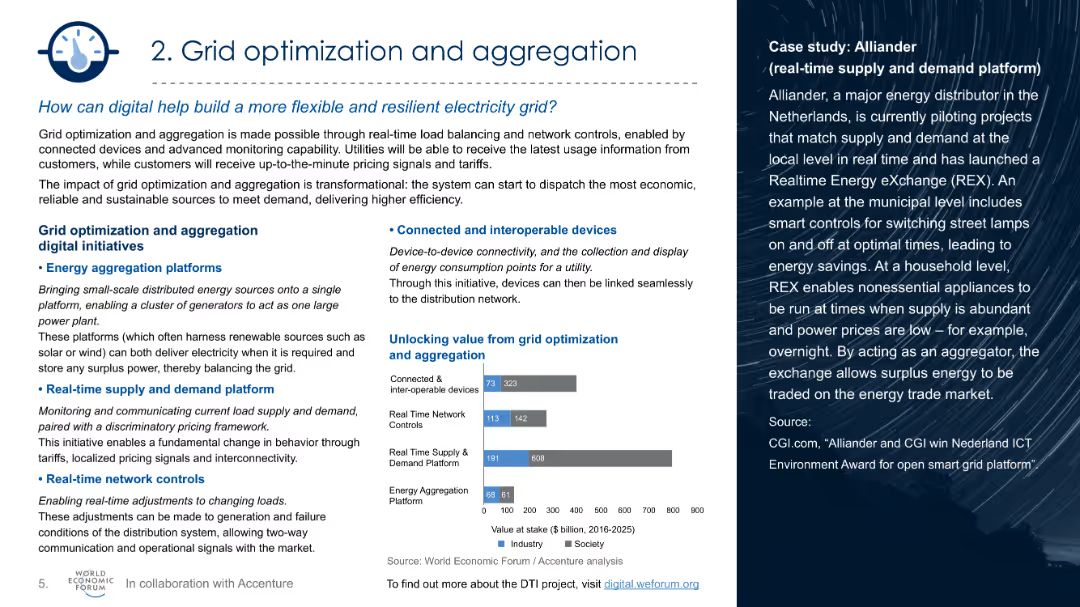 2. Grid optimization and aggregation
How can digital help build a more flexible and resilient electricity grid?
Grid optimization and aggregation is made possible through real-time load balancing and network controls, enabled by
connected devices and advanced monitoring capability. Utilities will be able to receive the latest usage information from
customers, while customers will receive up-to-the-minute pricing signals and tariffs.
The impact of grid optimization and aggregation is transformational: the system can start to dispatch the most economic,
reliable and sustainable sources to meet demand, delivering higher efficiency.
Grid optimization and aggregation
digital initiatives
• Energy aggregation platforms
Bringing small-scale distributed energy sources onto a single
platform, enabling a cluster of generators to act as one large
power plant.
These platforms (which often harness renewable sources such as
solar or wind) can both deliver electricity when it is required and
store any surplus power, thereby balancing the grid.
• Real-time supply and demand platform
Monitoring and communicating current load supply and demand,
paired with a discriminatory pricing framework.
This initiative enables a fundamental change in behavior through
tariffs, localized pricing signals and interconnectivity.
• Real-time network controls
Enabling real-time adjustments to changing loads.
These adjustments can be made to generation and failure
conditions of the distribution system, allowing two-way
communication and operational signals with the market.
• Connected and interoperable devices
Device-to-device connectivity, and the collection and display
of energy consumption points for a utility.
Through this initiative, devices can then be linked seamlessly
to the distribution network.
Unlocking value from grid optimization
and aggregation
Connected &
inter-operable devices
73 323
Real Time Network
Controls
113 142
Real Time Supply &
Demand Platform
191 608
Energy Aggregation
Platform
68 61
0 100 200 300 400 500 600 700 800 900
Value at stake ($ billion, 2016-2025)
Industry Society
Source: World Economic Forum / Accenture analysis
To find out more about the DTI project, visit digital.weforum.org
5.
WORLD
ECONOMIC
FORUM
In collaboration with Accenture
Case study: Alliander
(real-time supply and demand platform)
Alliander, a major energy distributor in the
Netherlands, is currently piloting projects
that match supply and demand at the
local level in real time and has launched a
Realtime Energy eXchange (REX). An
example at the municipal level includes
smart controls for switching street lamps
on and off at optimal times, leading to
energy savings. At a household level,
REX enables nonessential appliances to
be run at times when supply is abundant
and power prices are low – for example,
overnight. By acting as an aggregator, the
exchange allows surplus energy to be
traded on the energy trade market.
Source:
CGI.com, “Alliander and CGI win Nederland ICT
Environment Award for open smart grid platform”.